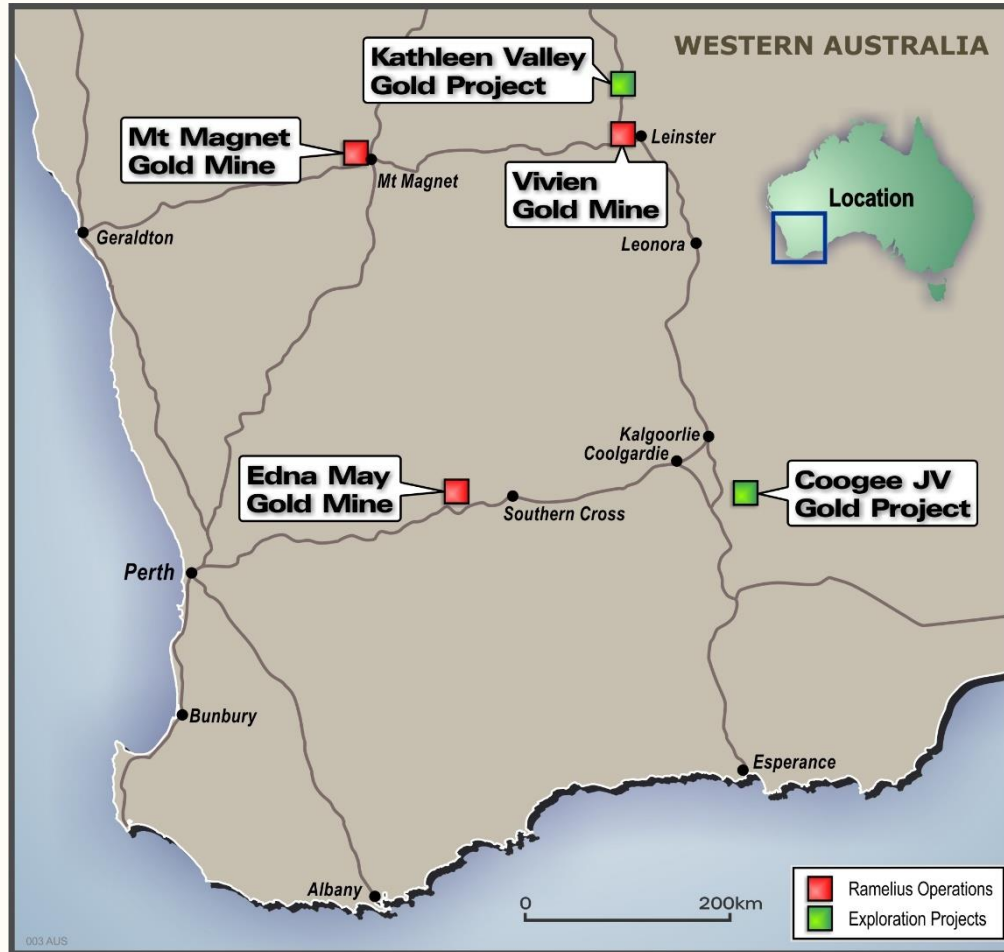 WESTERN AUSTRALIA
Kathleen Valley
Gold Project
Mt Magnet
Gold Mine
Leinster
Mt Magnet
Vivien
Gold Mine
Location
Geraldton
Leonora
Kalgoorlie
Coolgardie
Edna May
Gold Mine
Coogee JV
Gold Project
Southern Cross
Perth
Bunbury
Esperance
Albany
0 200km
Ramelius Operations
Exploration Projects
003 AUS